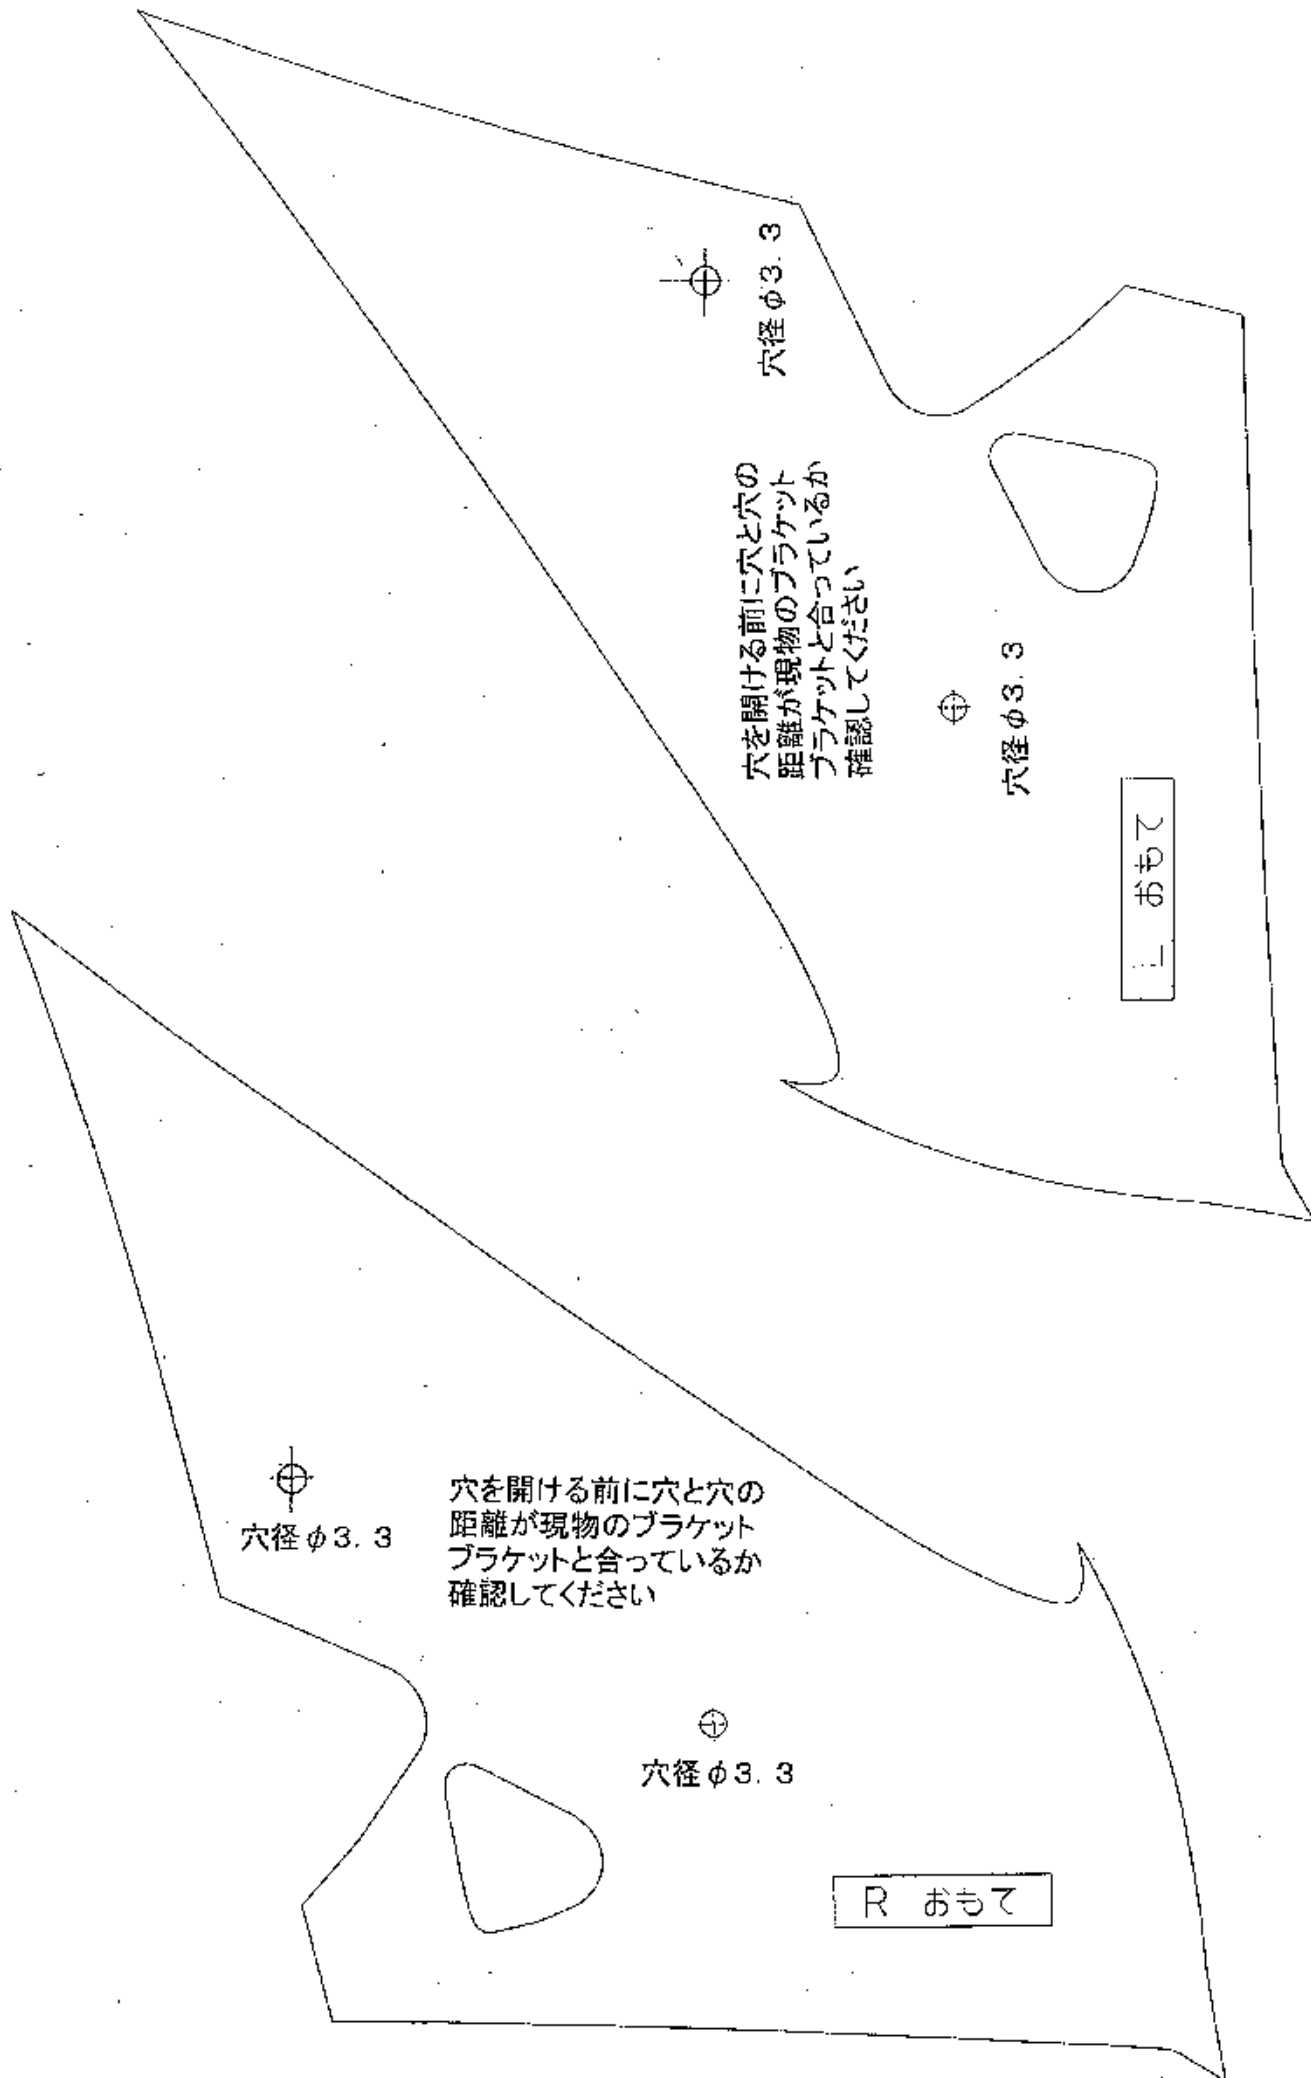 穴径φ3.3
穴を開ける前に穴と穴の
距離が現物のブラケット
ブラケットと合っているか
確認してください
穴径φ3.3
L おもて
穴径φ3.3
穴を開ける前に穴と穴の
距離が現物のブラケット
ブラケットと合っているか
確認してください
穴径φ3.3
R おもて